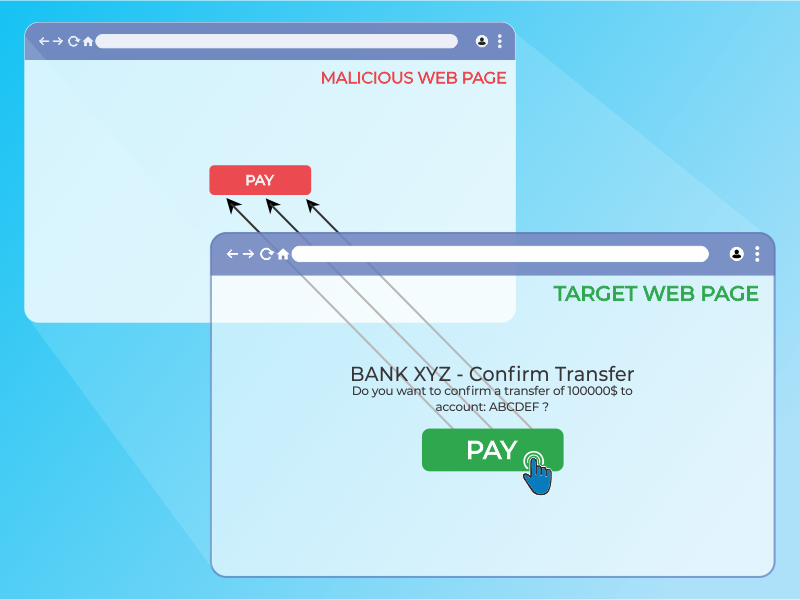 MALICIOUS WEB PAGE
PAY
TARGET WEB PAGE
BANK XYZ - Confirm Transfer
Do you want to confirm a transfer of 100000$ to
account: ABCDEF ?
PAY